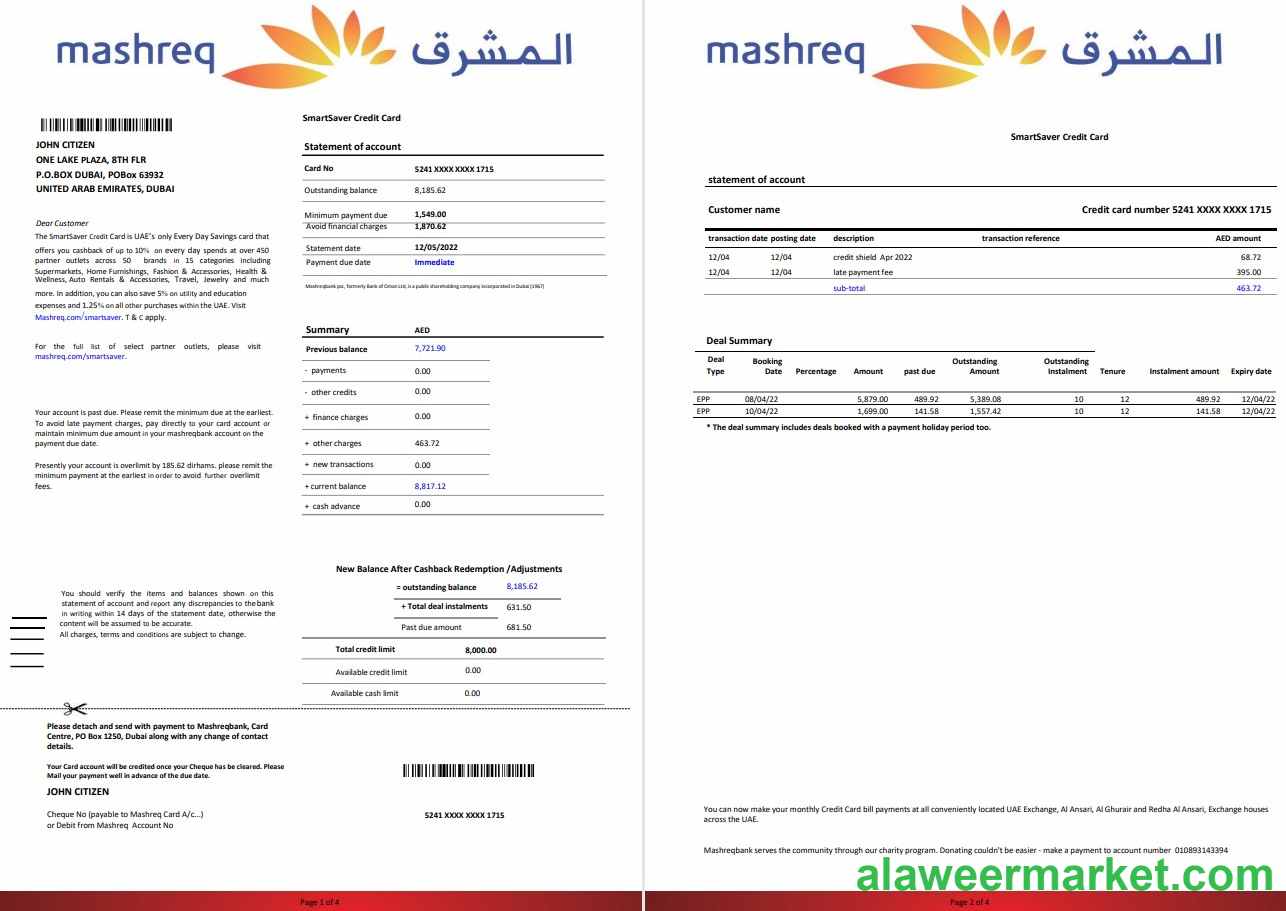 mashreq المشرق
JOHN CITIZEN
ONE LAKE PLAZA, 8TH FLR
P.O.BOX DUBAI, POBox 63932
UNITED ARAB EMIRATES, DUBAI
Dear Customer
The SmartSaver Credit Card is UAE's only Every Day Savings card that
offers you cashback of up to 10% on every day spends at over 450
partner outlets across 50 brands in 15 categories including
Supermarkets, Home Furnishings, Fashion & Accessories, Health &
Wellness, Auto Rentals & Accessories, Travel, Jewelry and much
more. In addition, you can also save 5% on utility and education
expenses and 1.25% on all other purchases within the UAE. Visit
Mashreq.com/smartsaver. T & C apply.
For the full list of select partner outlets, please visit
mashreq.com/smartsaver.
Your account is past due. Please remit the minimum due at the earliest.
To avoid late payment charges, pay directly to your card account or
maintain minimum due amount in your mashreqbank account on the
payment due date.
Presently your account is overlimit by 185.62 dirhams. please remit the
minimum payment at the earliest in order to avoid further overlimit
fees.
You should verify the items and balances shown on this
statement of account and report any discrepancies to the bank
in writing within 14 days of the statement date, otherwise the
content will be assumed to be accurate.
All charges, terms and conditions are subject to change.
SmartSaver Credit Card
Statement of account
Card No 5241 XXXX XXXX 1715
Outstanding balance 8,185.62
Minimum payment due 1,549.00
Avoid financial charges 1,870.62
Statement date 12/05/2022
Payment due date Immediate
Mashreqbank psc, formerly Bank of Oman Ltd, is a public shareholding company incorporated in Dubai (1967)
Summary AED
Previous balance 7,721.90
- payments 0.00
- other credits 0.00
+ finance charges 0.00
+ other charges 463.72
+ new transactions 0.00
+ current balance 8,817.12
+ cash advance 0.00
New Balance After Cashback Redemption /Adjustments
= outstanding balance 8,185.62
+ Total deal instalments 631.50
Past due amount 681.50
Total credit limit 8,000.00
Available credit limit 0.00
Available cash limit 0.00
Please detach and send with payment to Mashreqbank, Card
Centre, PO Box 1250, Dubai along with any change of contact
details.
Your Card account will be credited once your Cheque has be cleared. Please
Mail your payment well in advance of the due date.
JOHN CITIZEN
Cheque No (payable to Mashreq Card A/c...)
or Debit from Mashreq Account No
5241 XXXX XXXX 1715
Page 1 of 4
mashreq المشرق
SmartSaver Credit Card
statement of account
Customer name Credit card number 5241 XXXX XXXX 1715
transaction date posting date description transaction reference AED amount
12/04 12/04 credit shield Apr 2022 68.72
12/04 12/04 late payment fee 395.00
sub-total 463.72
Deal Summary
Deal Type Booking Date Percentage Amount past due Outstanding Amount Outstanding Instalment Tenure Instalment amount Expiry date
EPP 08/04/22 5,879.00 489.92 5,389.08 10 12 489.92 12/04/22
EPP 10/04/22 1,699.00 141.58 1,557.42 10 12 141.58 12/04/22
* The deal summary includes deals booked with a payment holiday period too.
You can now make your monthly Credit Card bill payments at all conveniently located UAE Exchange, Al Ansari, Al Ghurair and Redha Al Ansari, Exchange houses
across the UAE.
Mashreqbank serves the community through our charity program. Donating couldn't be easier - make a payment to account number 010893143394
alaweermarket.com
Page 2 of 4